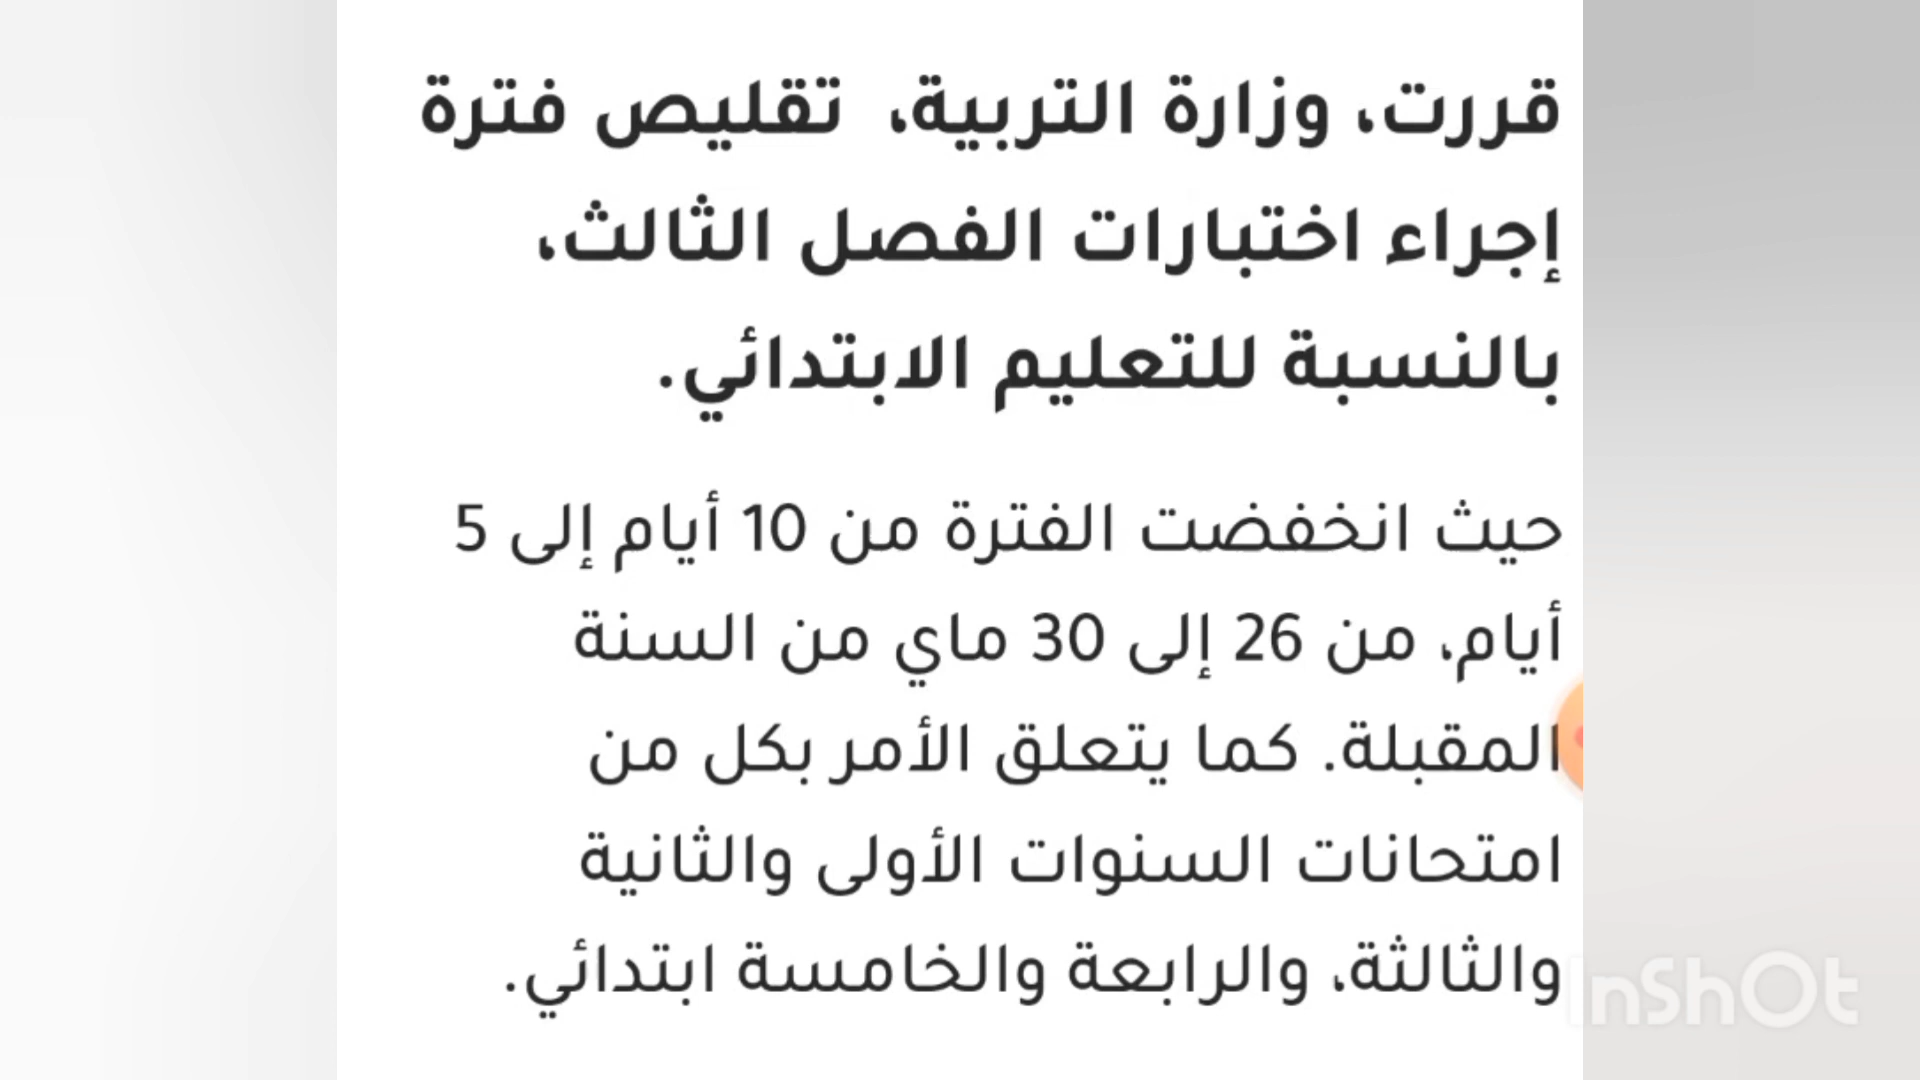 قررت، وزارة التربية،  تقليص فترة
إجراء اختبارات الفصل الثالث،
بالنسبة للتعليم الابتدائي.
حيث انخفضت الفترة من 10 أيام إلى 5
أيام، من 26 إلى 30 ماي من السنة
المقبلة. كما يتعلق الأمر بكل من
امتحانات السنوات الأولى والثانية
والثالثة، والرابعة والخامسة ابتدائي.
InShOt